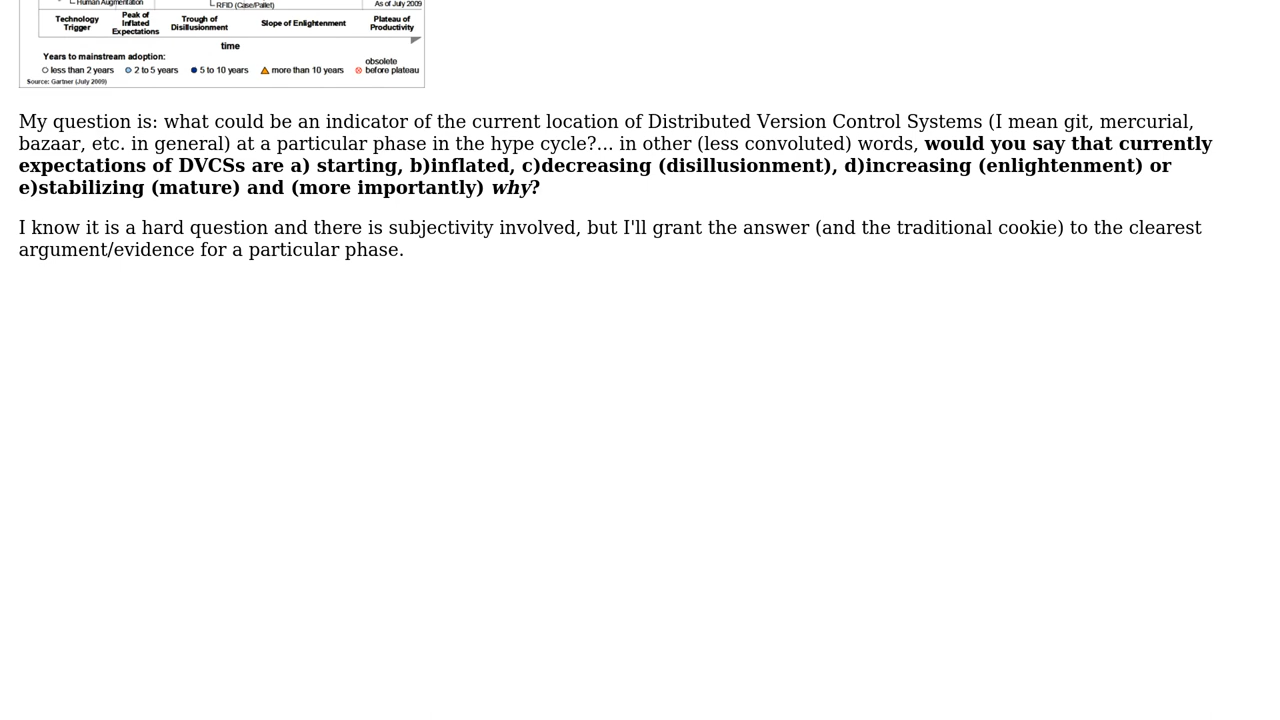 Human Augmentation
RFID (Case/Pallet)
As of July 2009
Technology Trigger
Peak of Inflated Expectations
Trough of Disillusionment
Slope of Enlightenment
Plateau of Productivity
time
Years to mainstream adoption:
less than 2 years
2 to 5 years
5 to 10 years
more than 10 years
obsolete before plateau
Source: Gartner (July 2009)
My question is: what could be an indicator of the current location of Distributed Version Control Systems (I mean git, mercurial,
bazaar, etc. in general) at a particular phase in the hype cycle?... in other (less convoluted) words, would you say that currently
expectations of DVCSs are a) starting, b)inflated, c)decreasing (disillusionment), d)increasing (enlightenment) or
e)stabilizing (mature) and (more importantly) why?
I know it is a hard question and there is subjectivity involved, but I'll grant the answer (and the traditional cookie) to the clearest
argument/evidence for a particular phase.